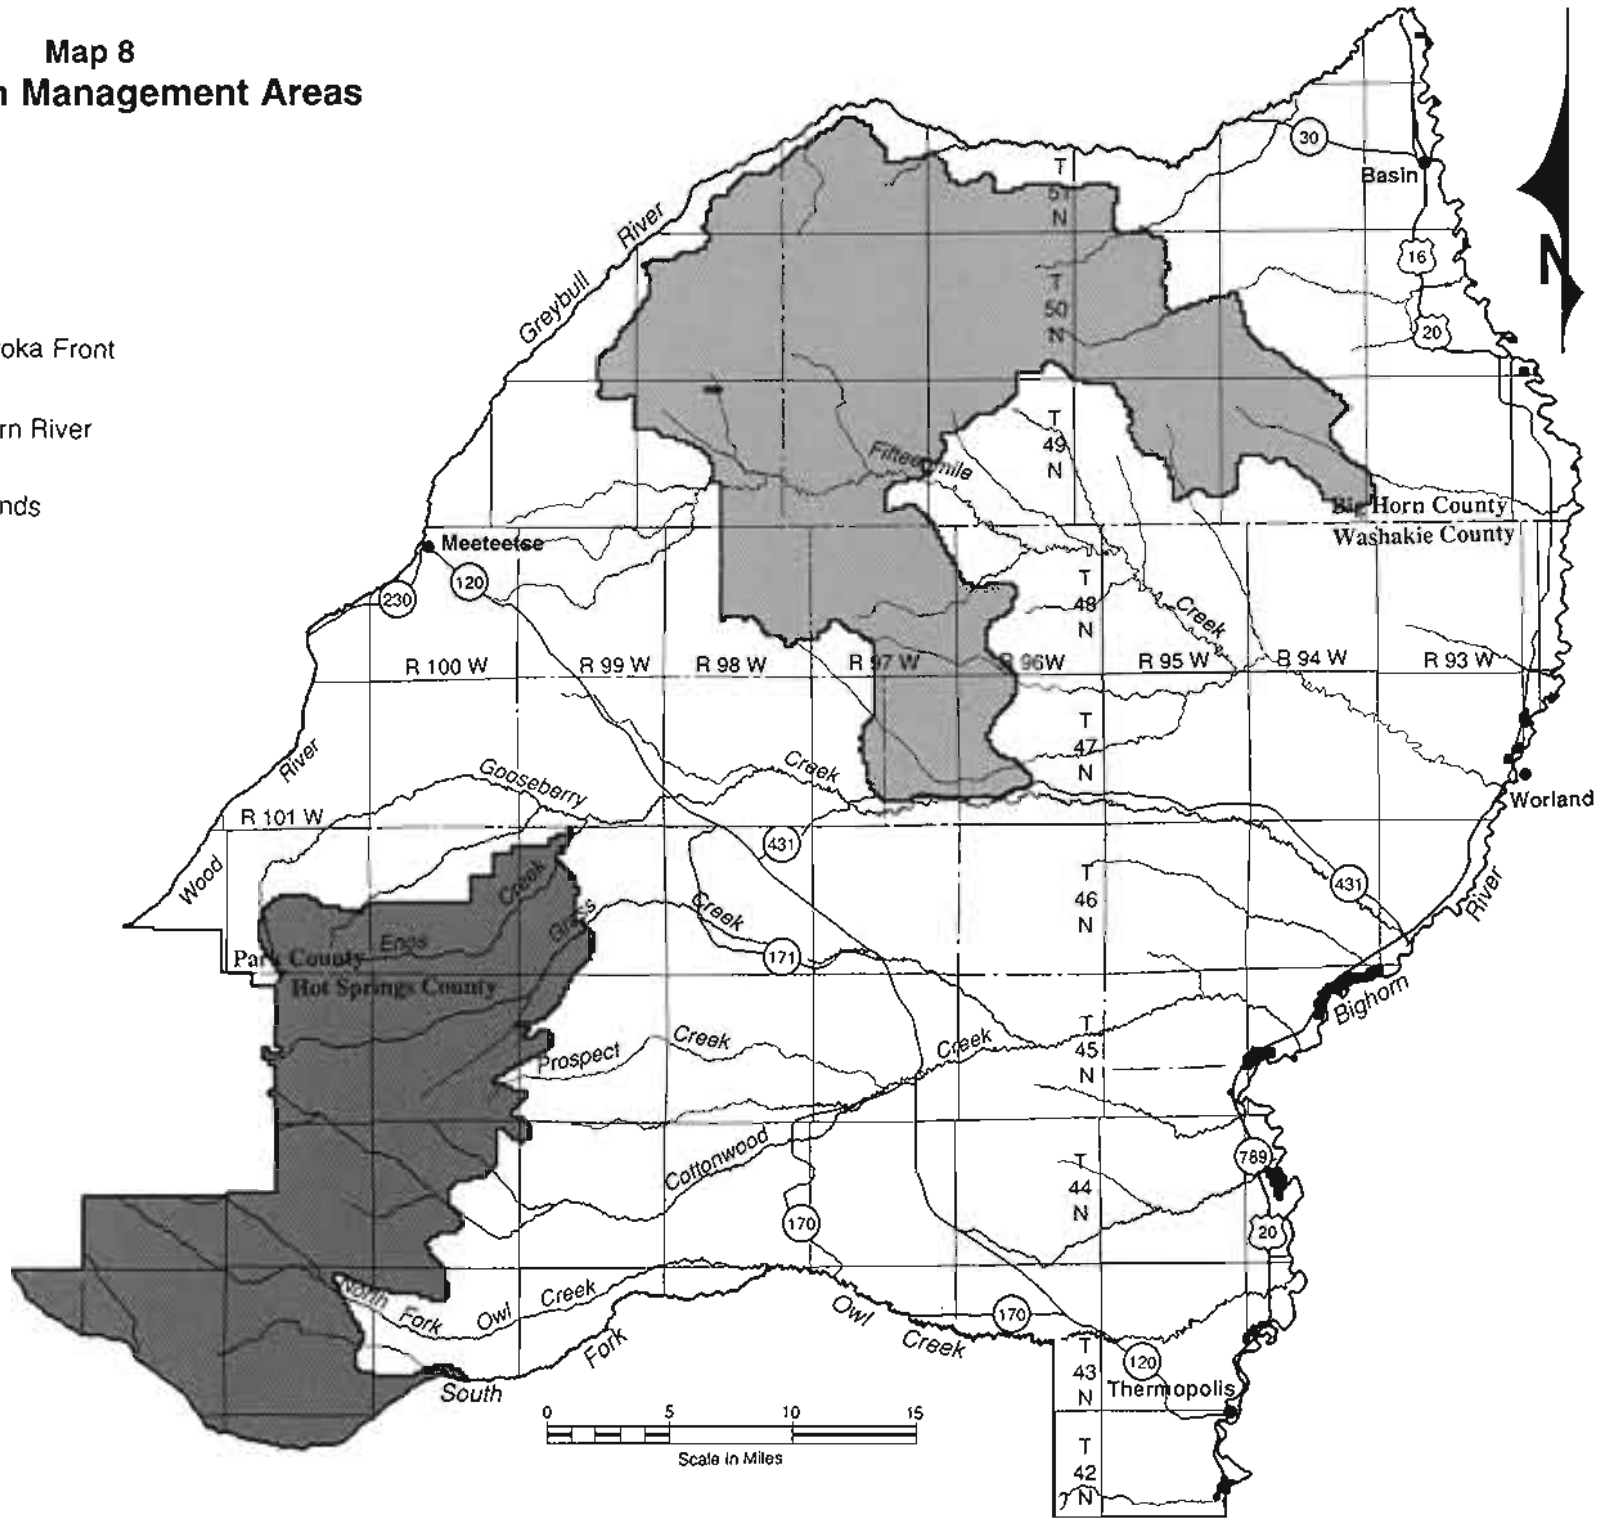 Map 8
Management Areas
oka Front
rn River
nds
N
30
Basin
T
51
N
16
20
Greybull River
T
50
N
T
49
N
Fifteenmile
Big Horn County
Washakie County
Meeteetse
120
230
T
48
N
Creek
R 100 W
R 99 W
R 98 W
R 97 W
R 96W
R 95 W
R 94 W
R 93 W
T
47
N
Wood River
Gooseberry Creek
Worland
R 101 W
431
431
T
46
N
River
Creek
Enos
Grass Creek
171
Park County
Hot Springs County
Bighorn
T
45
N
Prospect Creek
Creek
Cottonwood
789
T
44
N
170
20
North Fork Owl Creek
Owl Creek
170
South Fork
T
43
N
120
Thermopolis
0 5 10 15
Scale in Miles
T
42
N